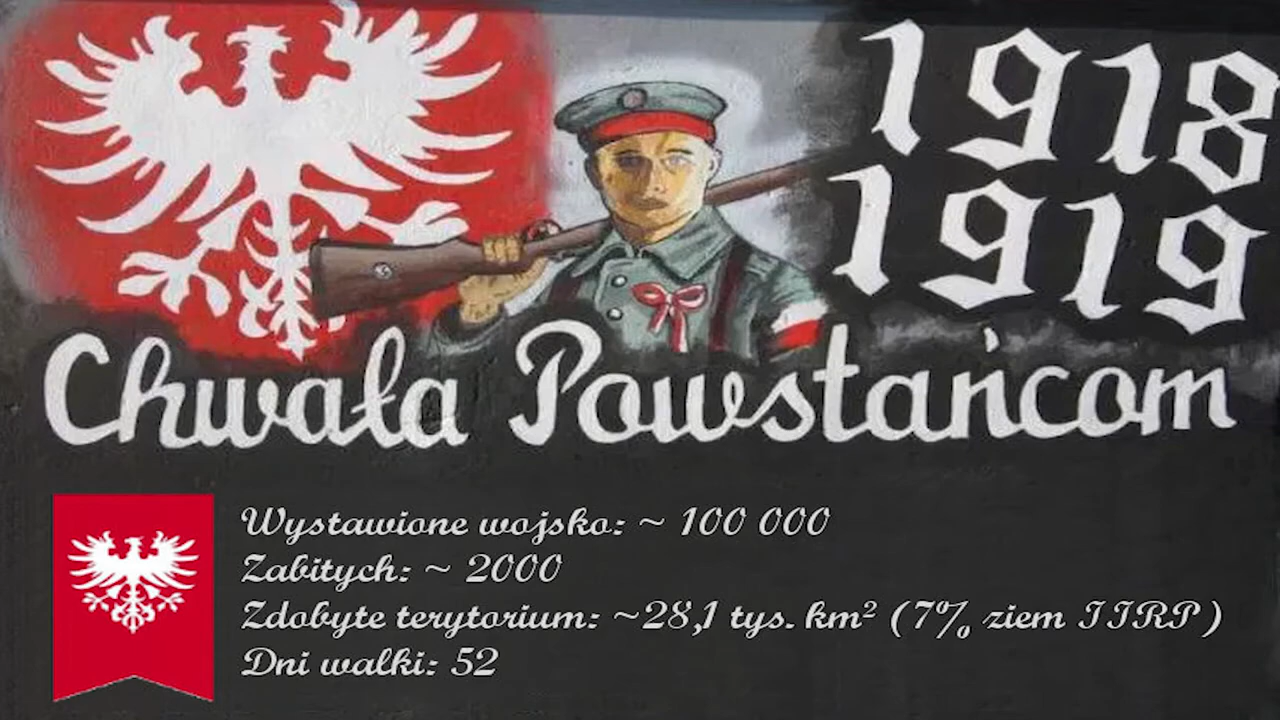 1918
1919
Chwała Powstańcom
Wystawione wojsko: ~ 100 000
Zabitych: ~ 2000
Zdobyte terytorium: ~28,1 tys. km² (7% ziem IIRP)
Dni walki: 52